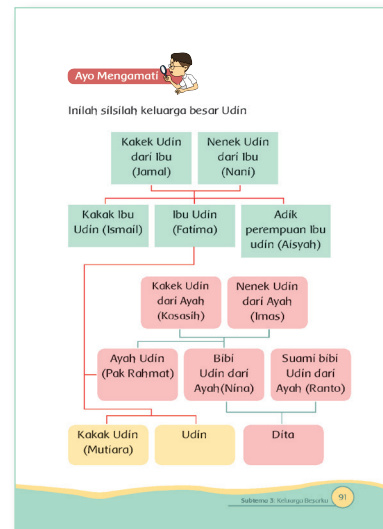 Ayo Mengamati
Inilah silsilah keluarga besar Udin
Kakek Udin
dari Ibu
(Jamal)
Nenek Udin
dari Ibu
(Nani)
Kakak Ibu
Udin (Ismail)
Ibu Udin
(Fatima)
Adik
perempuan Ibu
udin (Aisyah)
Kakek Udin
dari Ayah
(Kosasih)
Nenek Udin
dari Ayah
(Imas)
Ayah Udin
(Pak Rahmat)
Bibi
Udin dari
Ayah(Nina)
Suami bibi
Udin dari
Ayah (Ranto)
Kakak Udin
(Mutiara)
Udin
Dita
Subtema 3: Keluarga Besarku
91